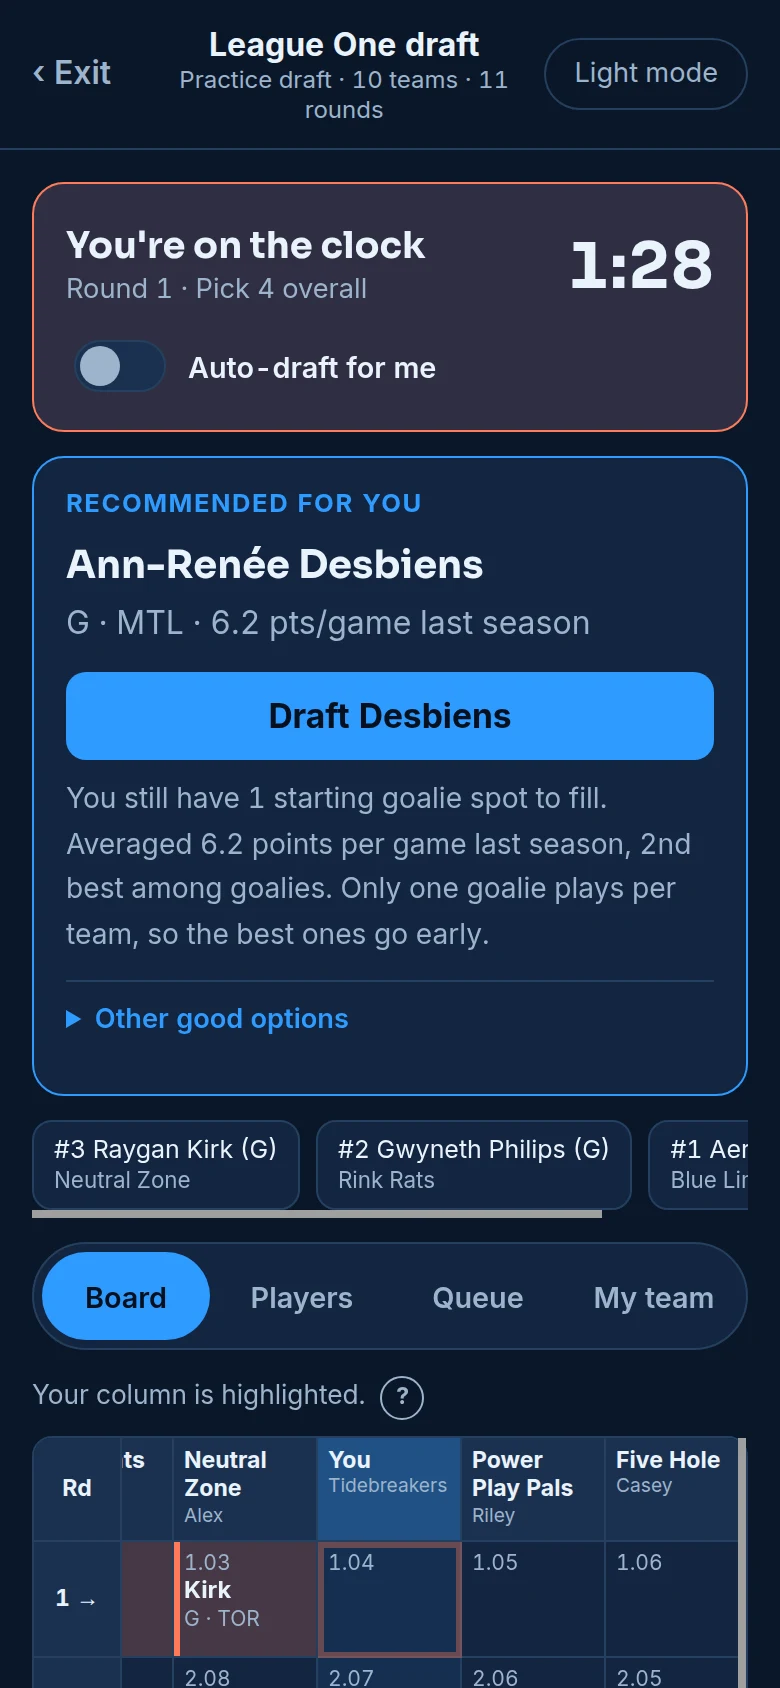 ‹ Exit
League One draft
Practice draft · 10 teams · 11
rounds
Light mode
You're on the clock
Round 1 · Pick 4 overall
1:28
Auto-draft for me
RECOMMENDED FOR YOU
Ann-Renée Desbiens
G · MTL · 6.2 pts/game last season
Draft Desbiens
You still have 1 starting goalie spot to fill.
Averaged 6.2 points per game last season, 2nd
best among goalies. Only one goalie plays per
team, so the best ones go early.
▶ Other good options
#3 Raygan Kirk (G)
Neutral Zone
#2 Gwyneth Philips (G)
Rink Rats
#1 Aer
Blue Lin
Board
Players
Queue
My team
Your column is highlighted. ?
Rd
ts
Neutral
Zone
Alex
You
Tidebreakers
Power
Play Pals
Riley
Five Hole
Casey
1 →
1.03
Kirk
G · TOR
1.04
1.05
1.06
2.08
2.07
2.06
2.05